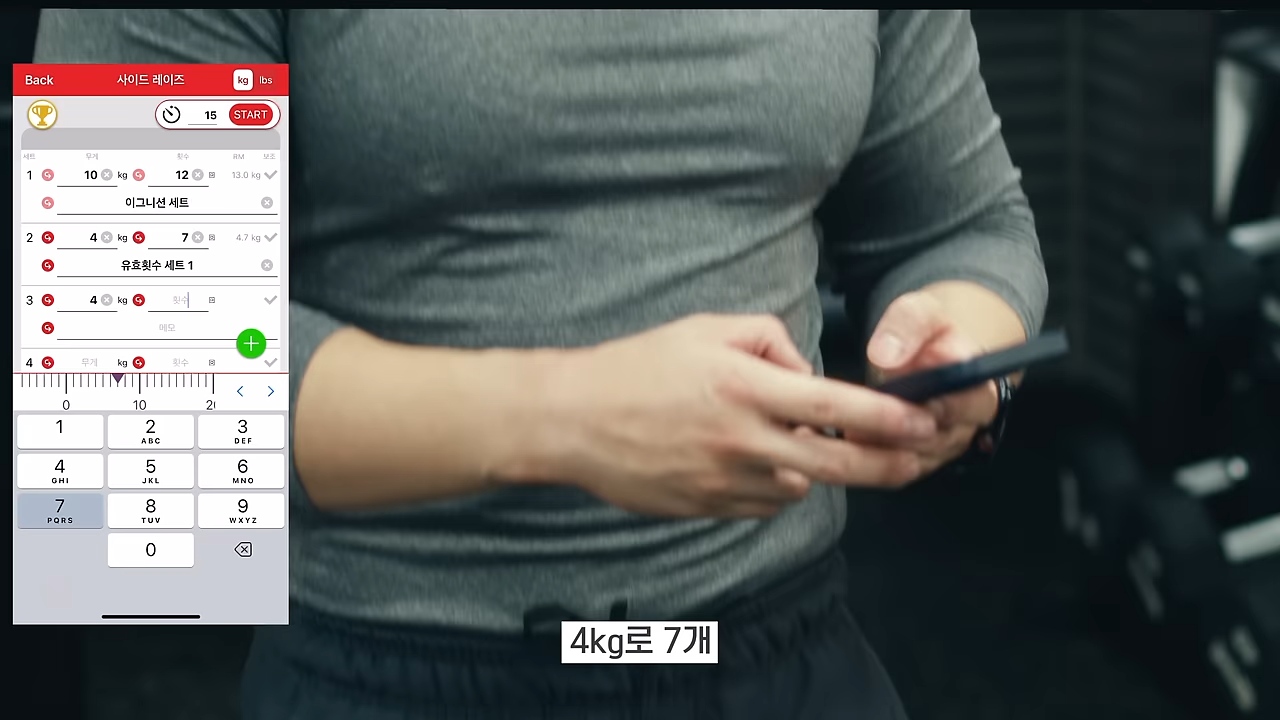 Back 사이드 레이즈 kg lbs
15 START
세트 무게 횟수 RM 보조
1 10 kg 12 회 13.0 kg
이그니션 세트
2 4 kg 7 회 4.7 kg
유효횟수 세트 1
3 4 kg 횟수 회
메모
4 무게 kg 횟수 회
0 10 20
1 2 ABC 3 DEF
4 GHI 5 JKL 6 MNO
7 PQRS 8 TUV 9 WXYZ
0
4kg로 7개